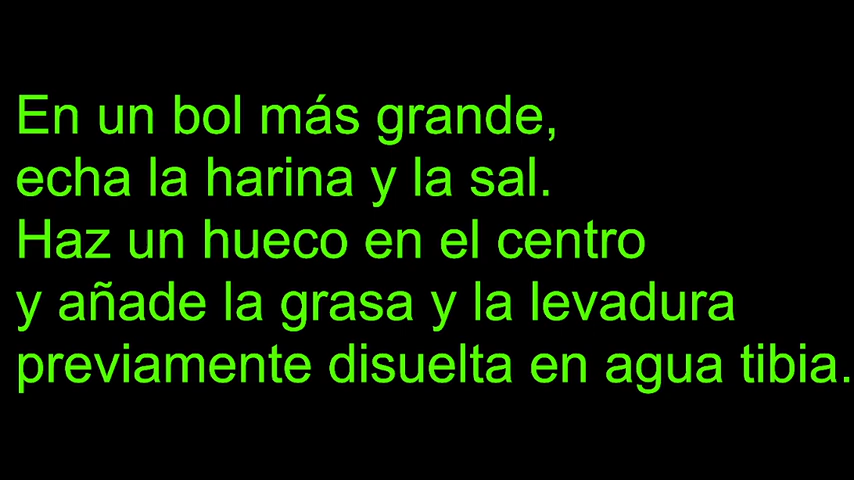 En un bol más grande,
echa la harina y la sal.
Haz un hueco en el centro
y añade la grasa y la levadura
previamente disuelta en agua tibia.